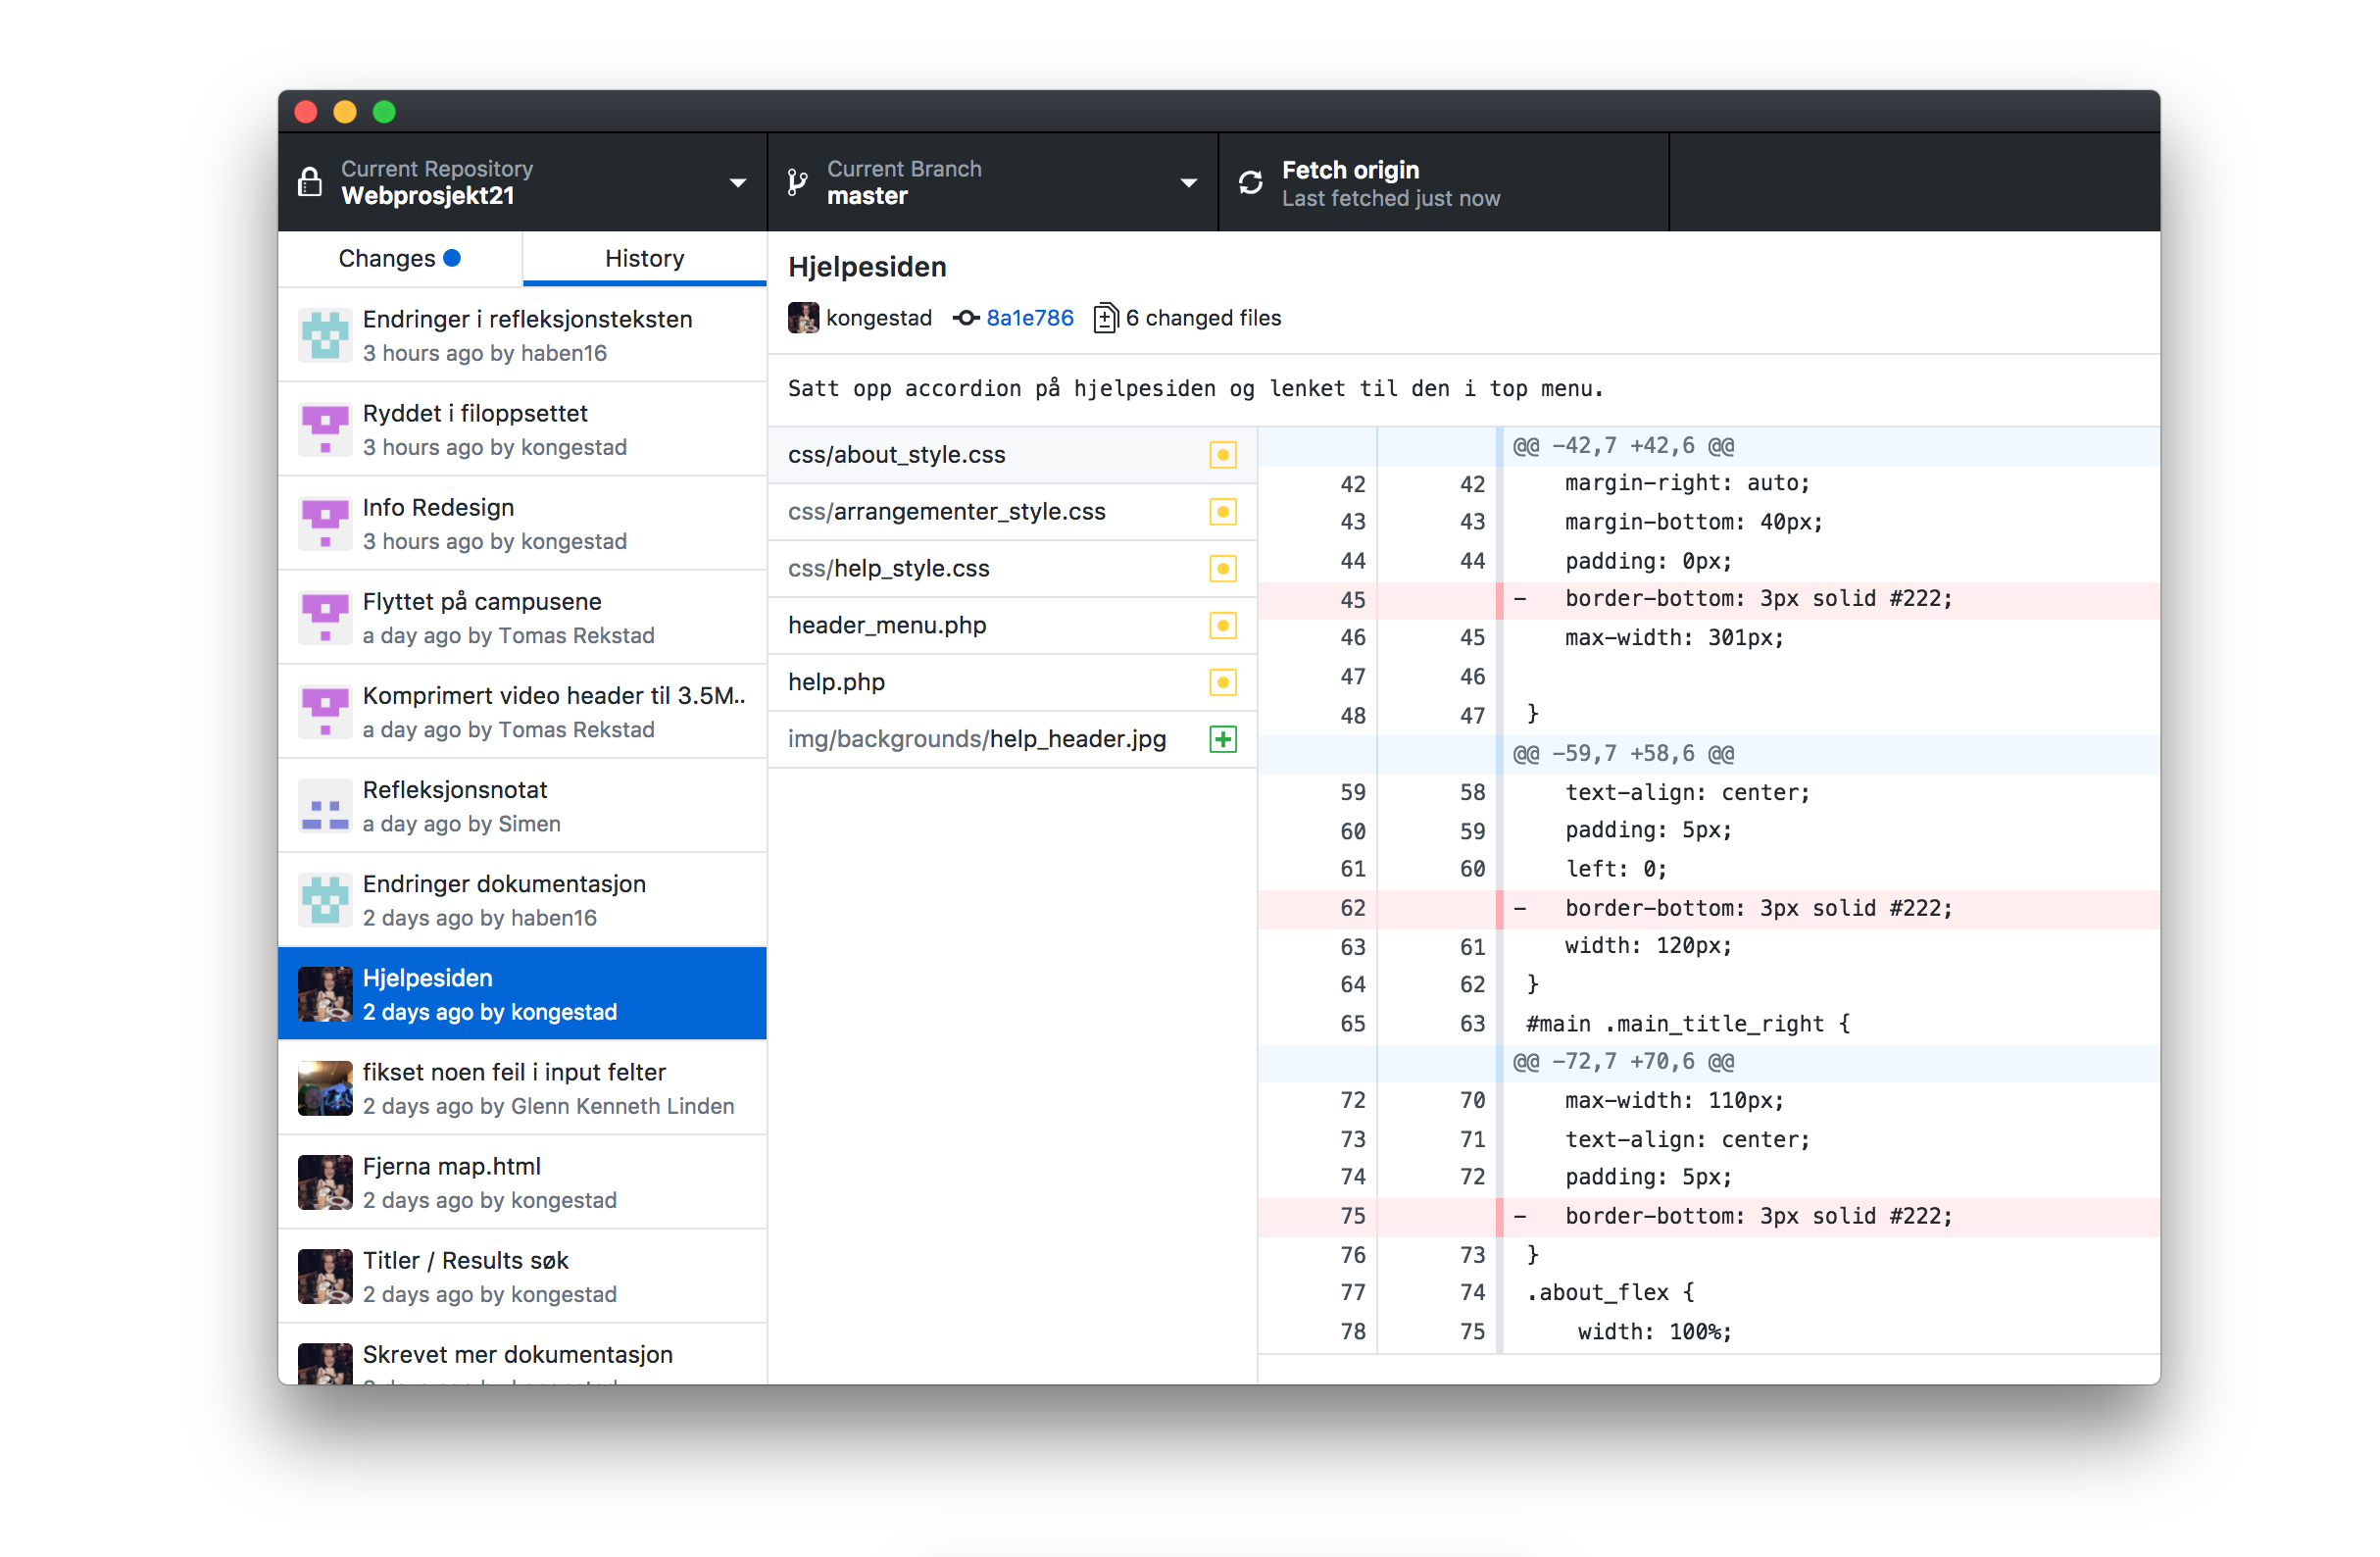 Current Repository
Webprosjekt21
Current Branch
master
Fetch origin
Last fetched just now
Changes
History
Endringer i refleksjonsteksten
3 hours ago by haben16
Ryddet i filoppsettet
3 hours ago by kongestad
Info Redesign
3 hours ago by kongestad
Flyttet på campusene
a day ago by Tomas Rekstad
Komprimert video header til 3.5M..
a day ago by Tomas Rekstad
Refleksjonsnotat
a day ago by Simen
Endringer dokumentasjon
2 days ago by haben16
Hjelpesiden
2 days ago by kongestad
fikset noen feil i input felter
2 days ago by Glenn Kenneth Linden
Fjerna map.html
2 days ago by kongestad
Titler / Results søk
2 days ago by kongestad
Skrevet mer dokumentasjon
Hjelpesiden
kongestad 8a1e786 6 changed files
Satt opp accordion på hjelpesiden og lenket til den i top menu.
css/about_style.css
css/arrangementer_style.css
css/help_style.css
header_menu.php
help.php
img/backgrounds/help_header.jpg
@@ -42,7 +42,6 @@
42 42 margin-right: auto;
43 43 margin-bottom: 40px;
44 44 padding: 0px;
45 - border-bottom: 3px solid #222;
46 45 max-width: 301px;
47 46
48 47 }
@@ -59,7 +58,6 @@
59 58 text-align: center;
60 59 padding: 5px;
61 60 left: 0;
62 - border-bottom: 3px solid #222;
63 61 width: 120px;
64 62 }
65 63 #main .main_title_right {
@@ -72,7 +70,6 @@
72 70 max-width: 110px;
73 71 text-align: center;
74 72 padding: 5px;
75 - border-bottom: 3px solid #222;
76 73 }
77 74 .about_flex {
78 75 width: 100%;